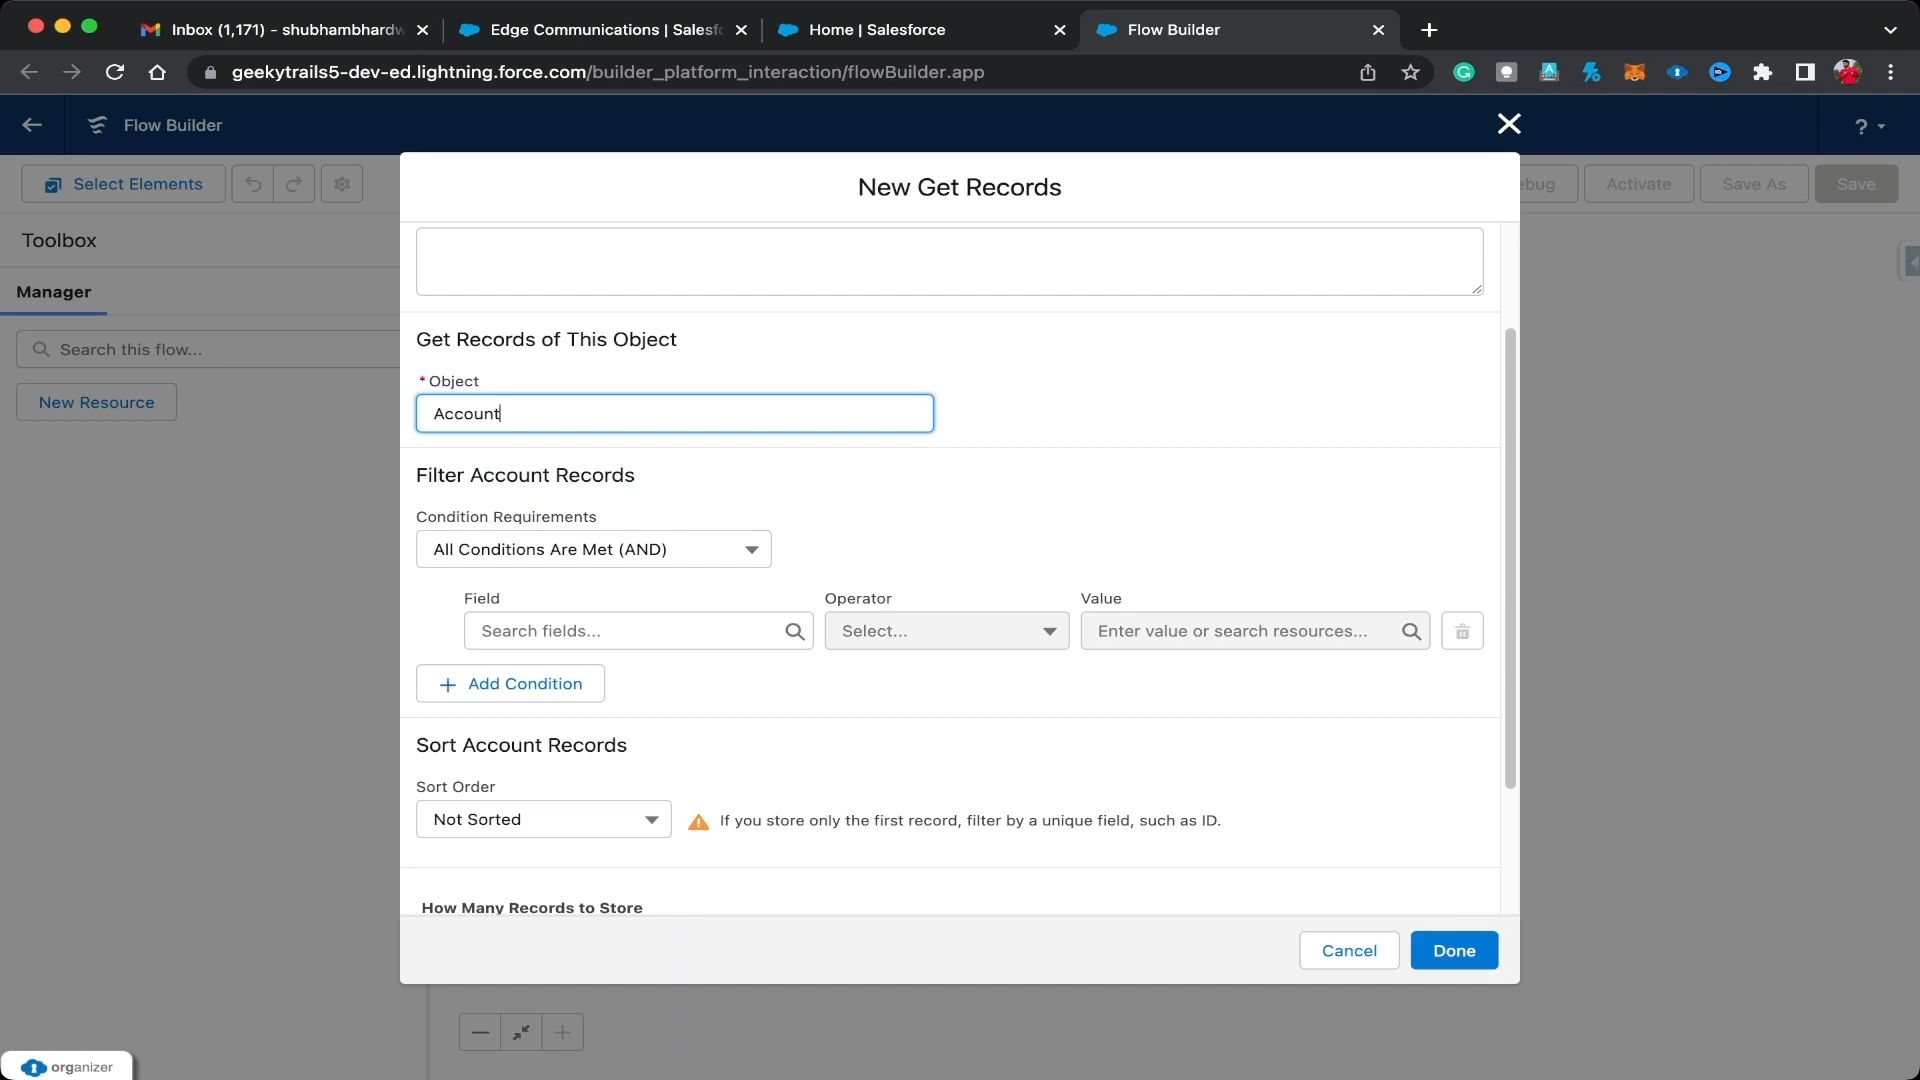 Inbox (1,171) - shubhambhardw
Edge Communications | Salesfo
Home | Salesforce
Flow Builder
geekytrails5-dev-ed.lightning.force.com/builder_platform_interaction/flowBuilder.app
Flow Builder
?
Select Elements
New Get Records
ebug
Activate
Save As
Save
Toolbox
Manager
Search this flow...
New Resource
Get Records of This Object
* Object
Account
Filter Account Records
Condition Requirements
All Conditions Are Met (AND)
Field
Operator
Value
Search fields...
Select...
Enter value or search resources...
+ Add Condition
Sort Account Records
Sort Order
Not Sorted
If you store only the first record, filter by a unique field, such as ID.
How Many Records to Store
Cancel
Done
organizer